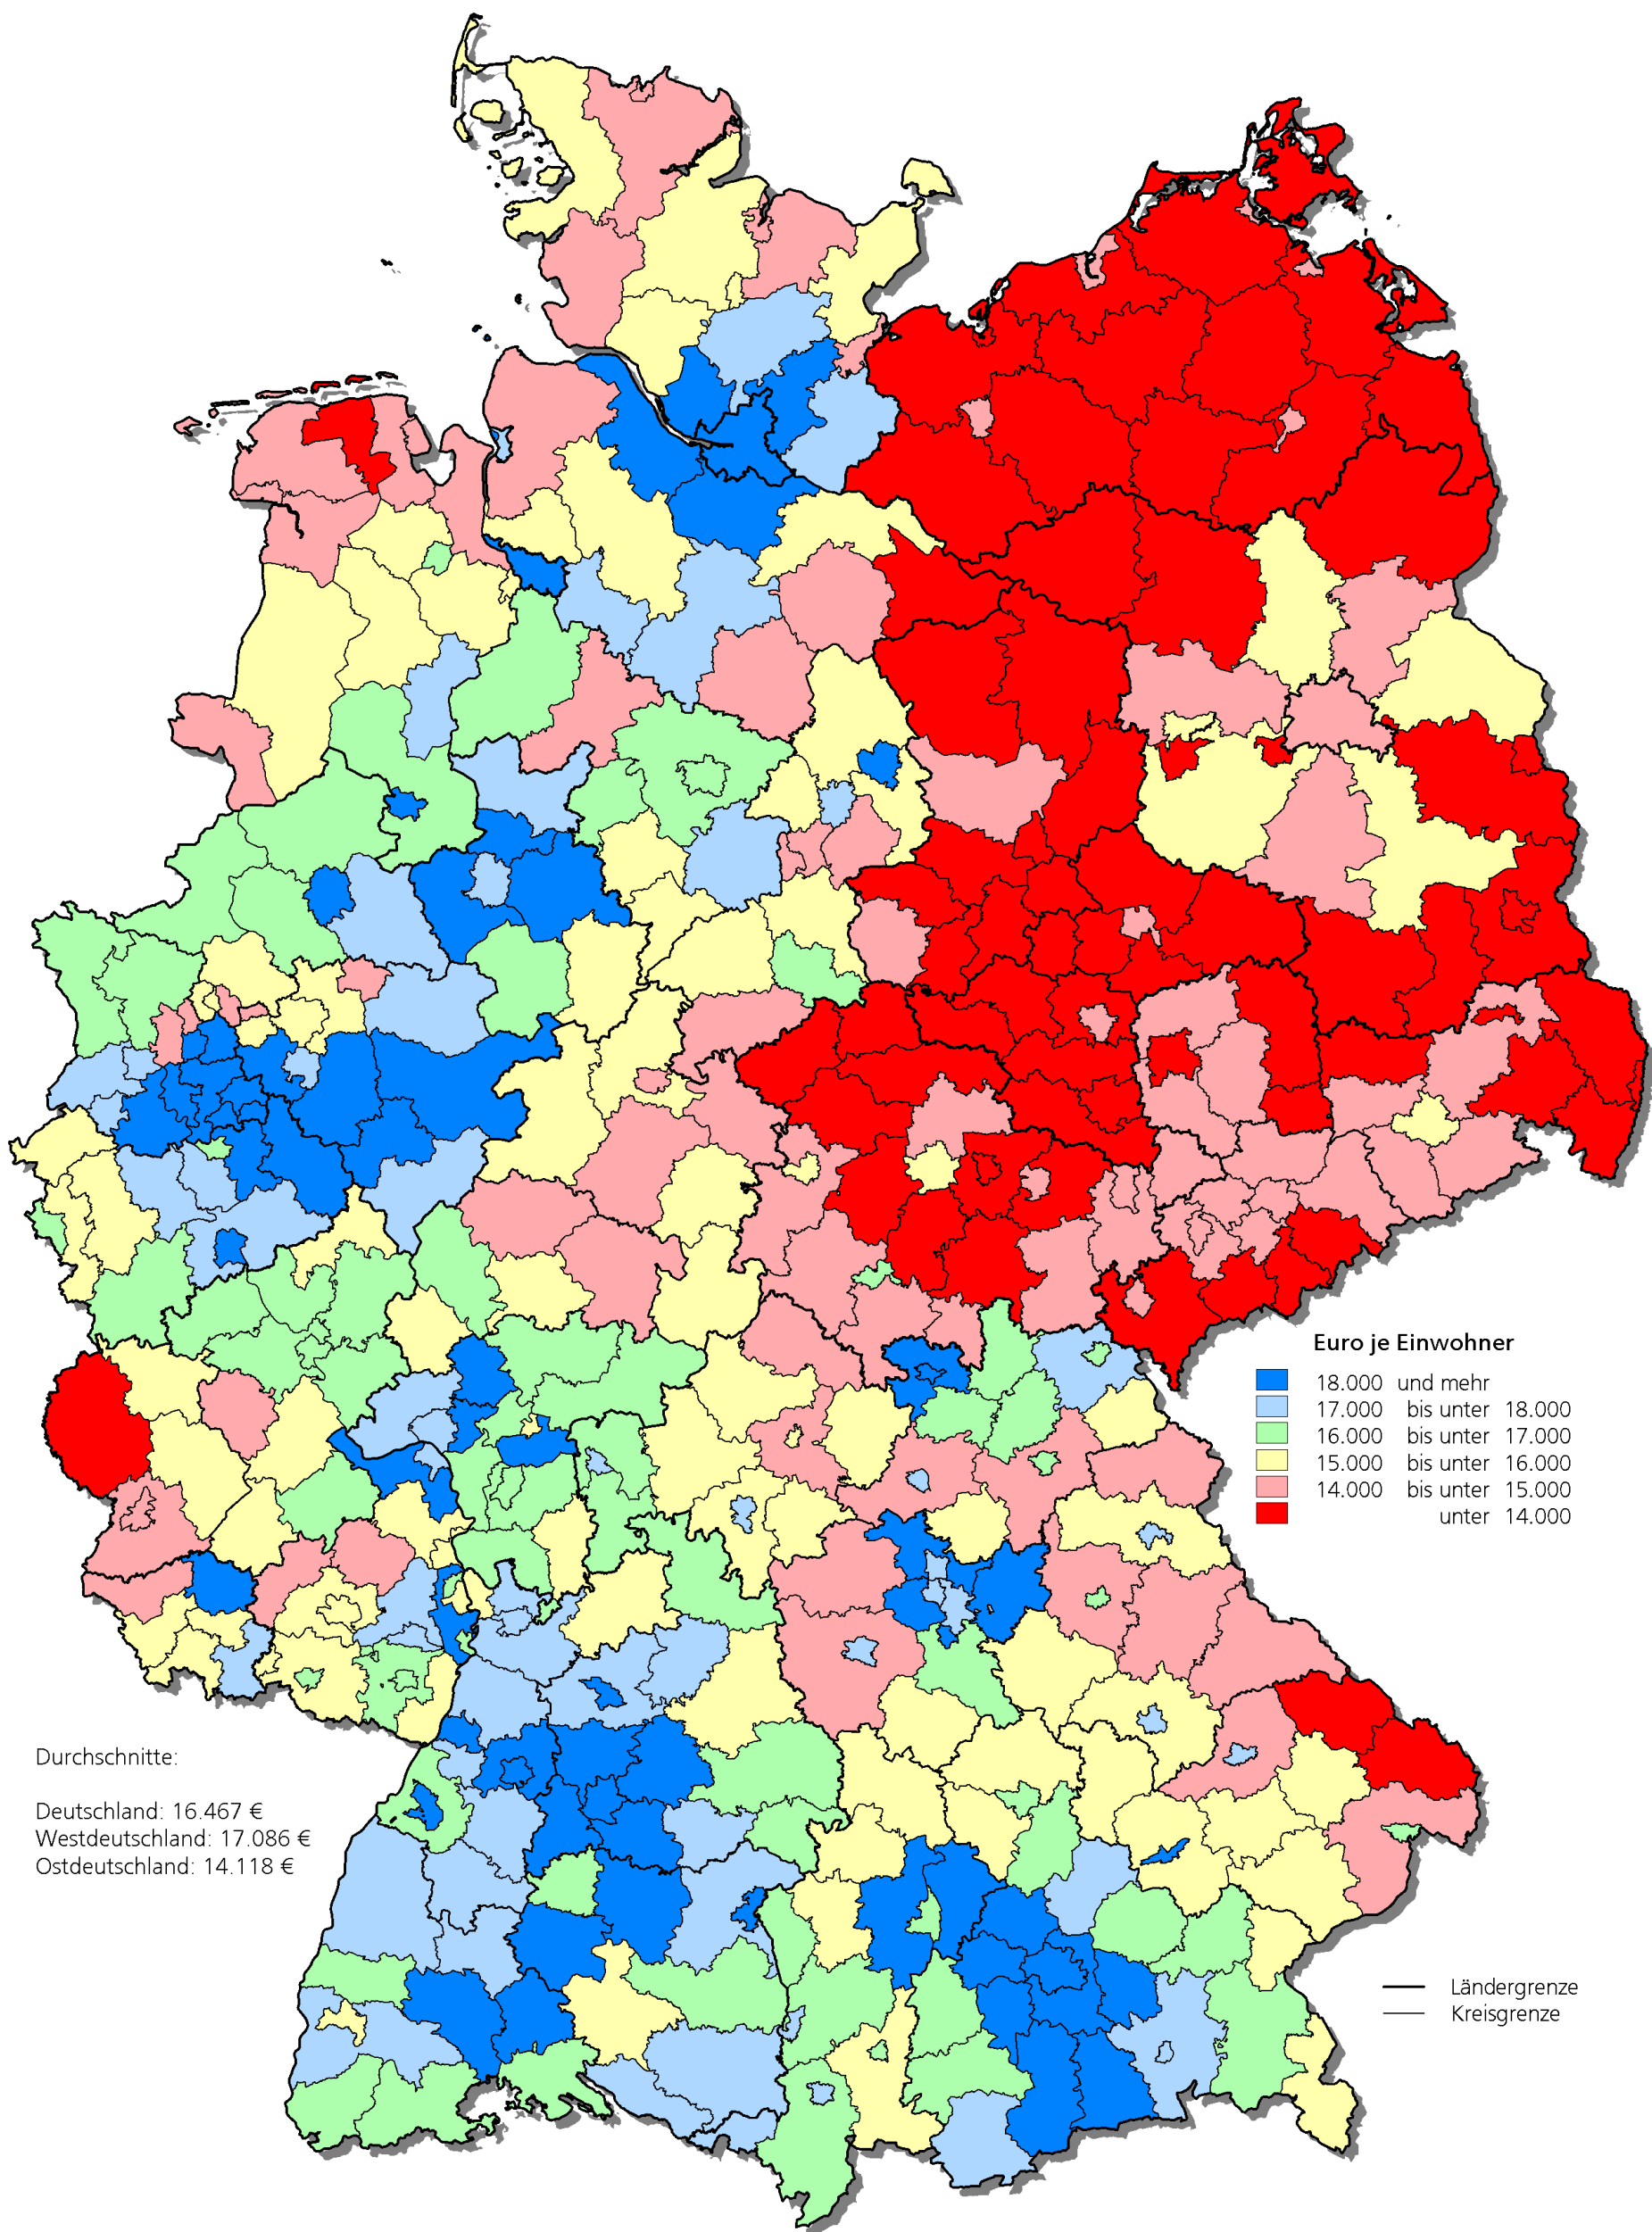 Euro je Einwohner
18.000 und mehr
17.000 bis unter 18.000
16.000 bis unter 17.000
15.000 bis unter 16.000
14.000 bis unter 15.000
unter 14.000
Durchschnitte:
Deutschland: 16.467 €
Westdeutschland: 17.086 €
Ostdeutschland: 14.118 €
Ländergrenze
Kreisgrenze